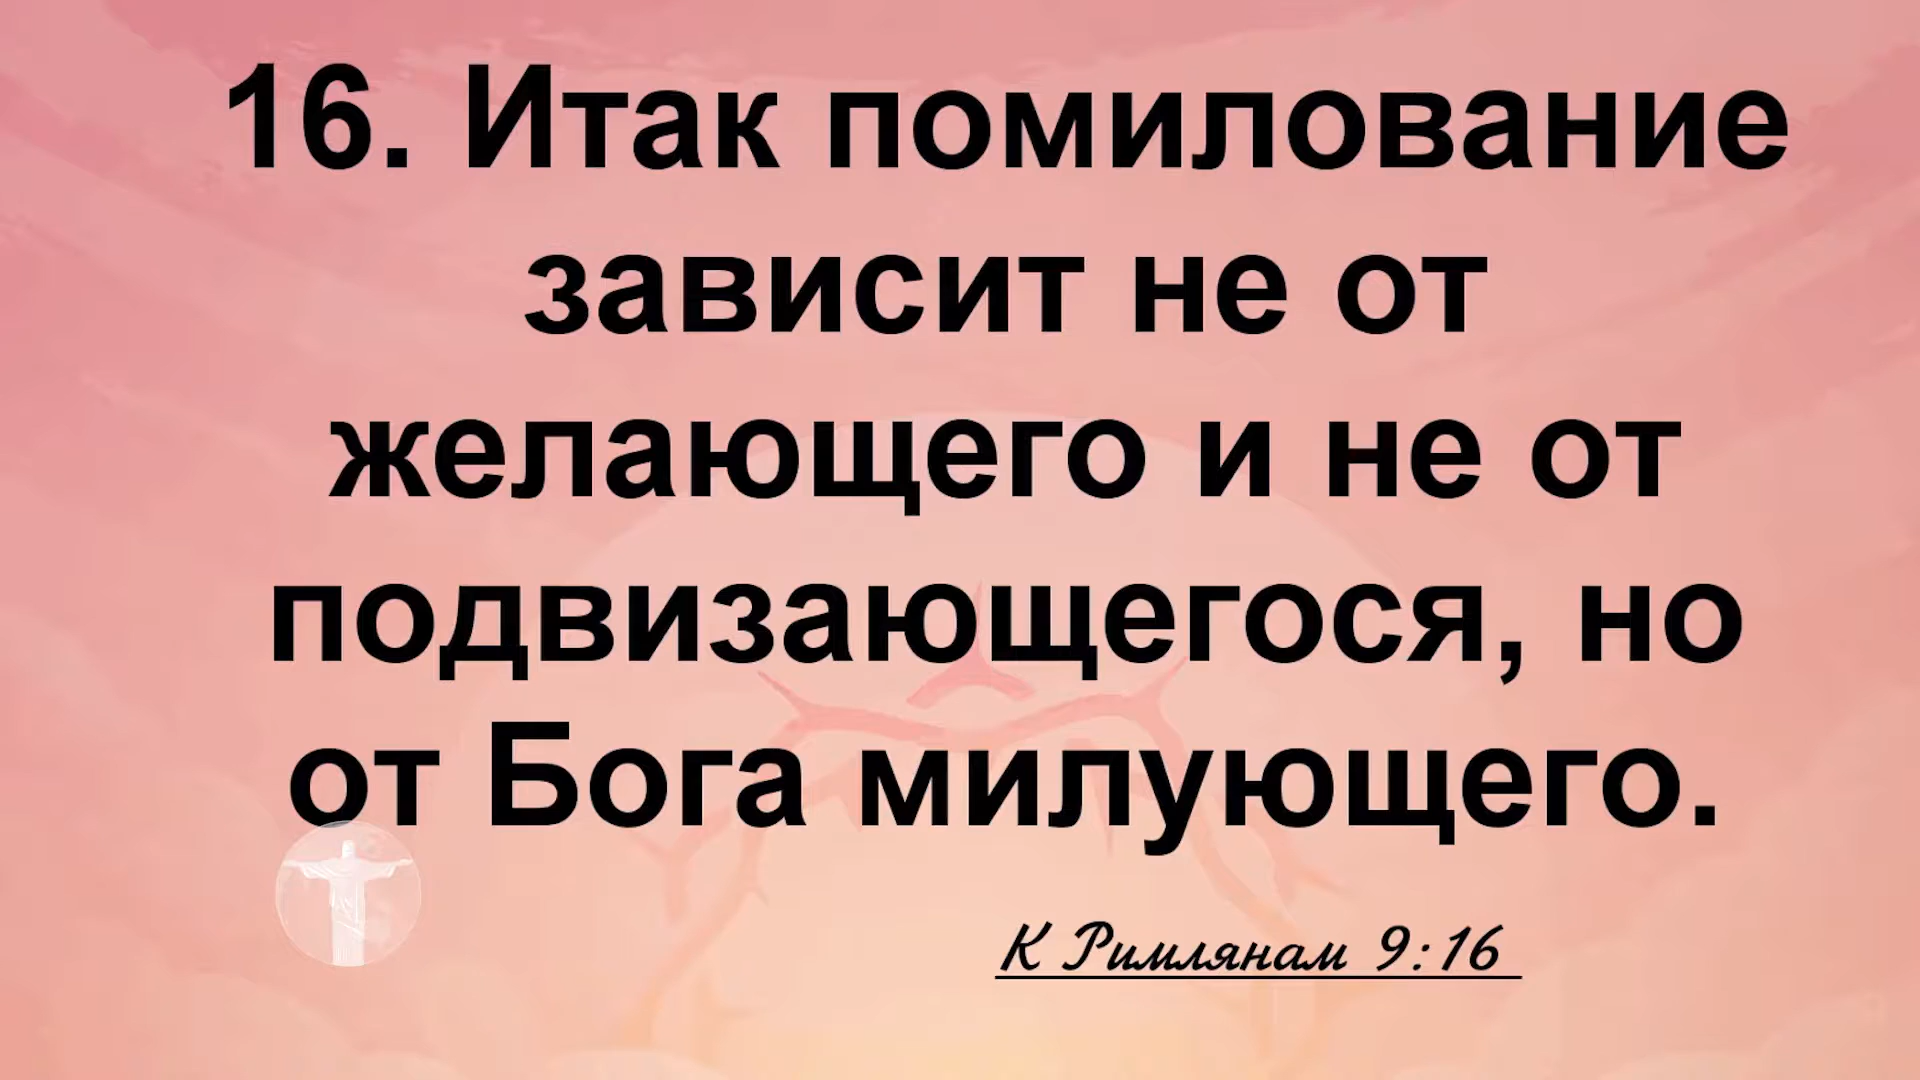 16. Итак помилование
зависит не от
желающего и не от
подвизающегося, но
от Бога милующего.
К Римлянам 9:16